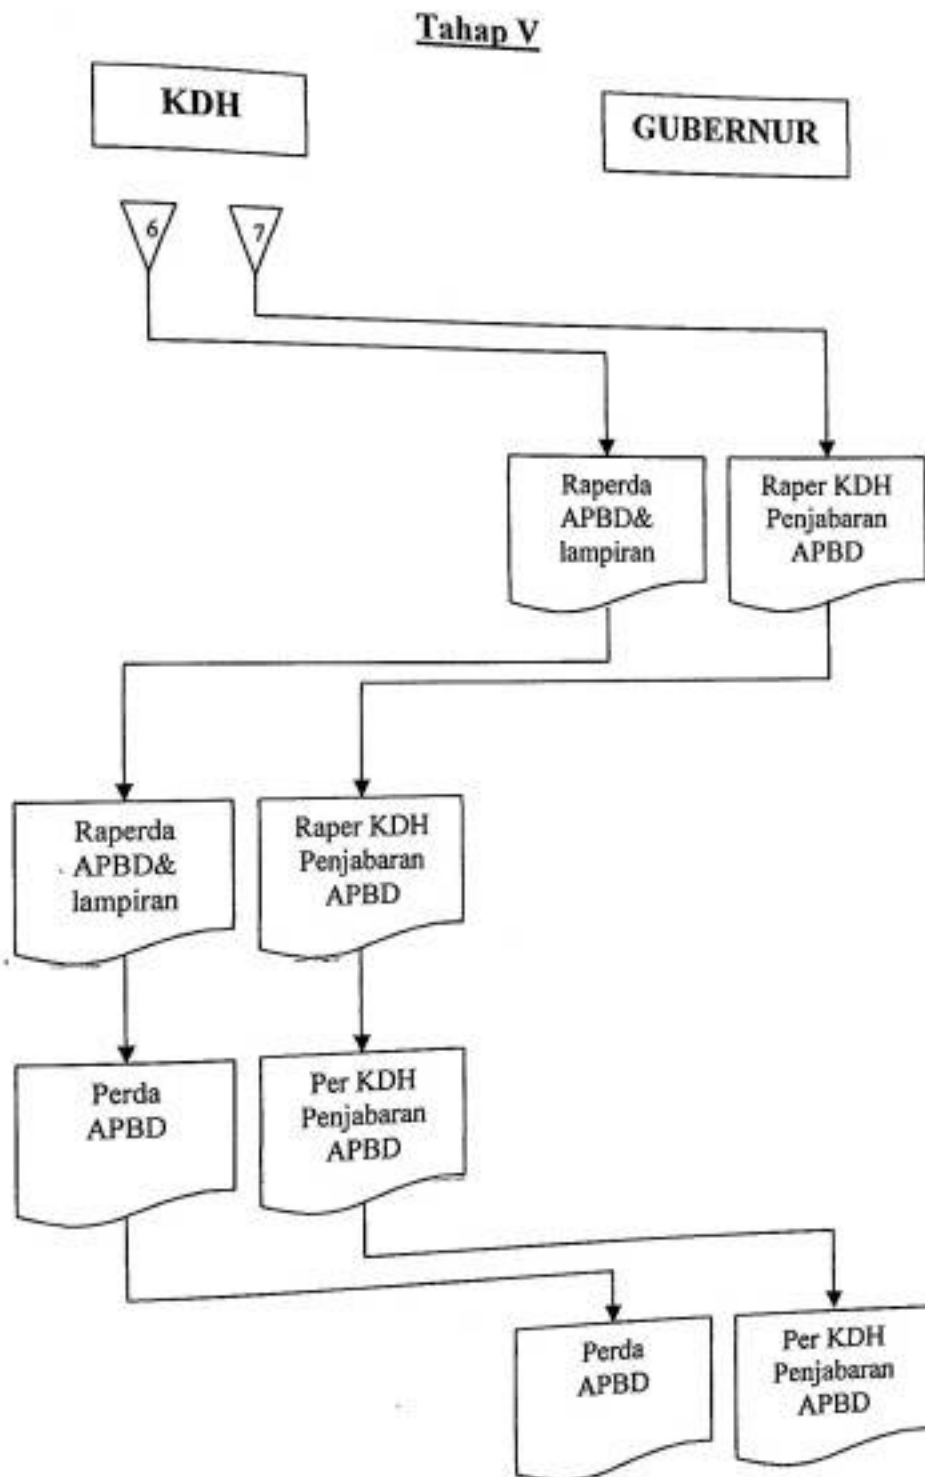 Tahap V
KDH
GUBERNUR
6
7
Raperda
APBD&
lampiran
Raper KDH
Penjabaran
APBD
Raperda
APBD&
lampiran
Raper KDH
Penjabaran
APBD
Perda
APBD
Per KDH
Penjabaran
APBD
Perda
APBD
Per KDH
Penjabaran
APBD